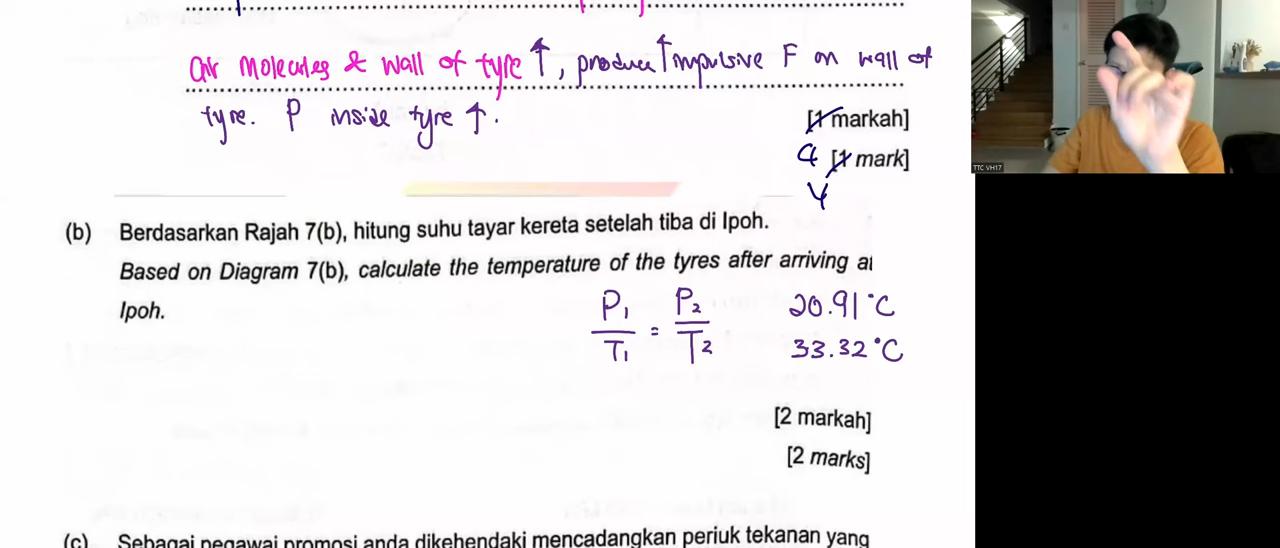 air molecules & wall of tyre ↑, produce ↑ impulsive F on wall of
tyre. P inside tyre ↑.
[1 markah]
4 [1 mark]
4
(b) Berdasarkan Rajah 7(b), hitung suhu tayar kereta setelah tiba di Ipoh.
Based on Diagram 7(b), calculate the temperature of the tyres after arriving at
Ipoh.
P₁/T₁ = P₂/T₂
20.91°C
33.32°C
[2 markah]
[2 marks]
(c) Sebagai pegawai promosi anda dikehendaki mencadangkan periuk tekanan yang
TTC VH17